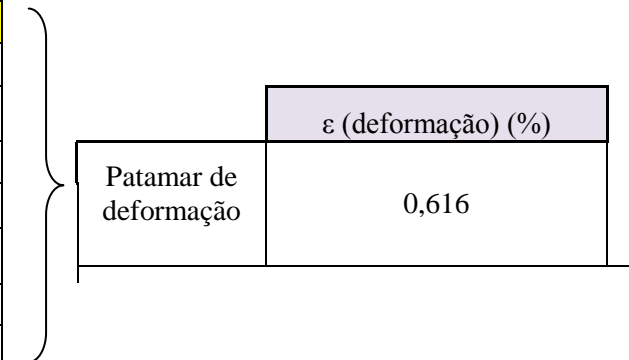 ε (deformação) (%)
Patamar de
deformação
0,616